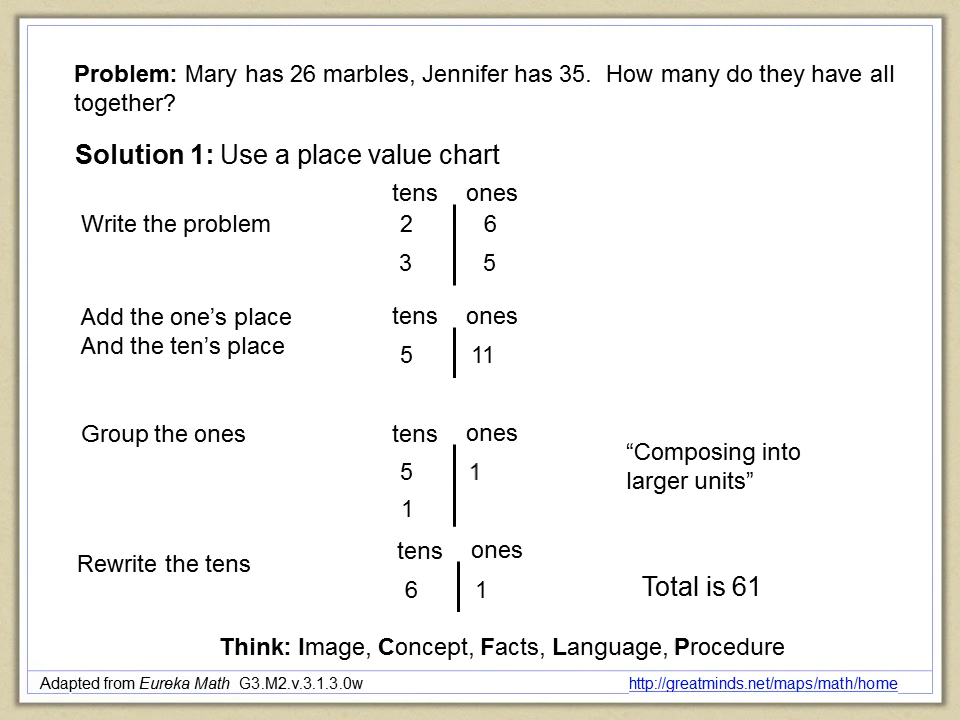 Problem: Mary has 26 marbles, Jennifer has 35.  How many do they have all
together?
Solution 1: Use a place value chart
tens ones
Write the problem 2 6
3 5
Add the one’s place tens ones
And the ten’s place 5 11
Group the ones tens ones
“Composing into
larger units”
5 1
1
Rewrite the tens tens ones
6 1 Total is 61
Think: Image, Concept, Facts, Language, Procedure
Adapted from Eureka Math  G3.M2.v.3.1.3.0w http://greatminds.net/maps/math/home